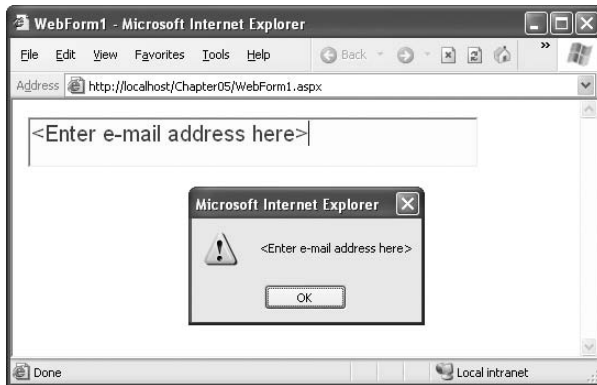 WebForm1 - Microsoft Internet Explorer
File Edit View Favorites Tools Help Back »
Address http://localhost/Chapter05/WebForm1.aspx
<Enter e-mail address here>
Microsoft Internet Explorer
<Enter e-mail address here>
OK
Done Local intranet